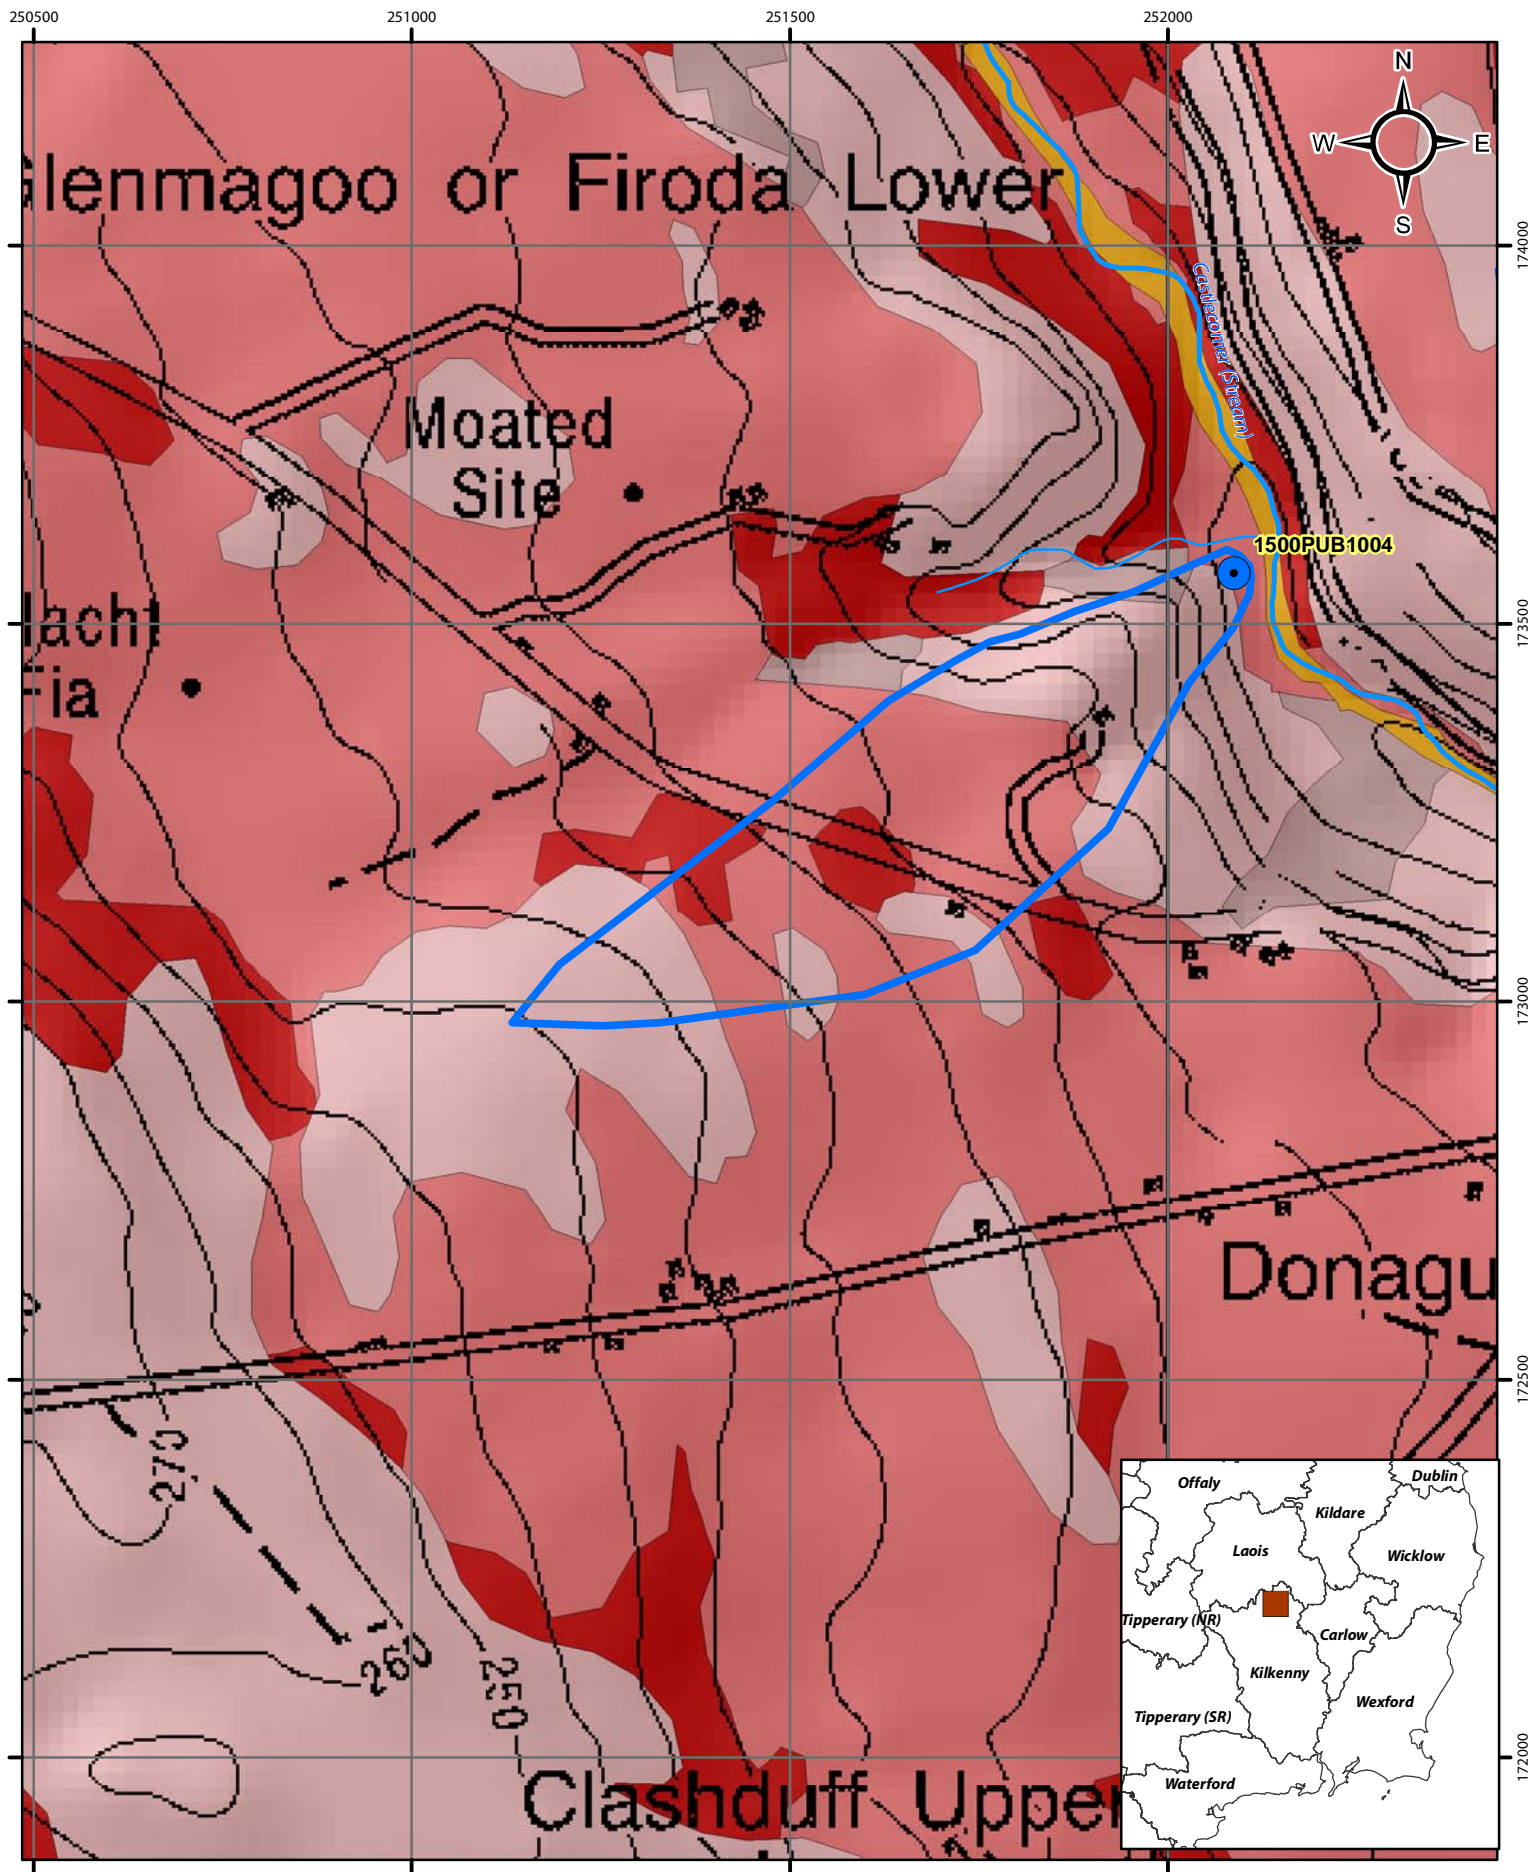 250500 251000 251500 252000
N
W E
S
lenmagoo or Firoda Lower
174000
Castlecomer (Stream)
Moated
Site
1500PUB1004
173500
lacht
Fia
173000
Donagu
172500
270
260
250
172000
Clashduff Upper
Offaly
Dublin
Kildare
Laois
Wicklow
Tipperary (NR)
Carlow
Kilkenny
Wexford
Tipperary (SR)
Waterford